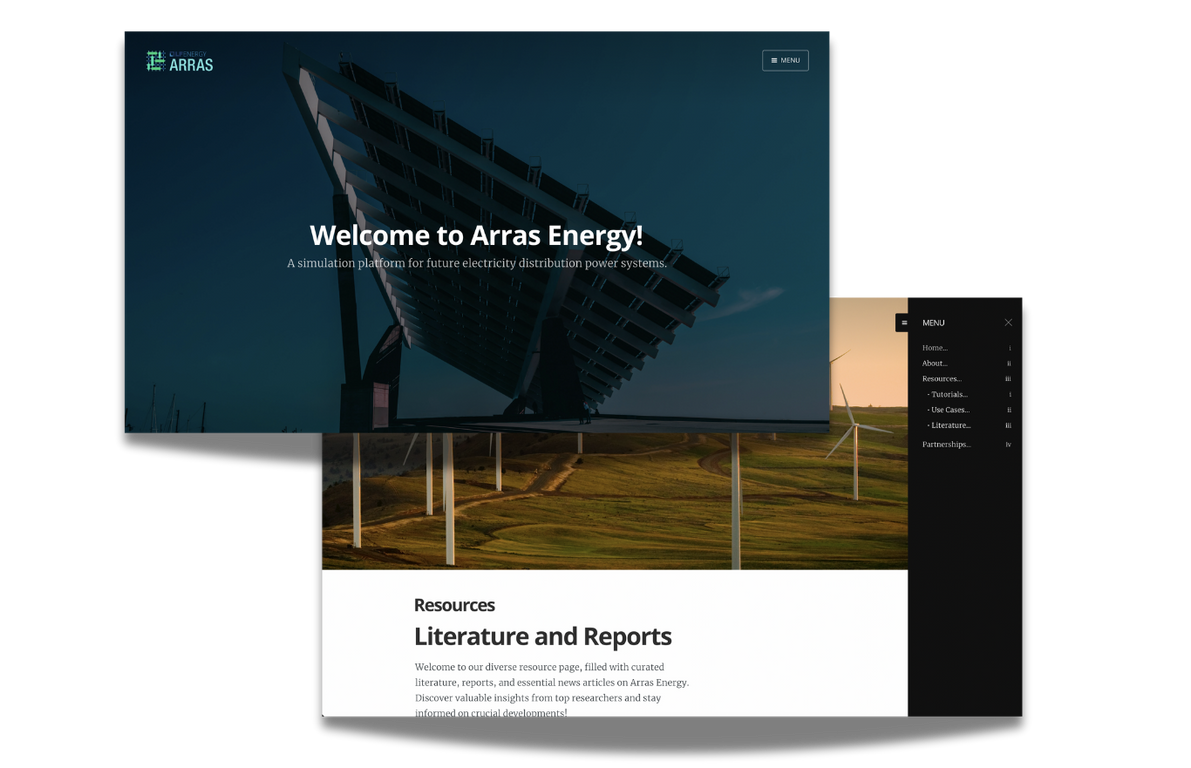 ARRAS
MENU
Welcome to Arras Energy!
A simulation platform for future electricity distribution power systems.
MENU
Home... i
About... ii
Resources... iii
- Tutorials... i
- Use Cases... ii
- Literature... iii
Partnerships... iv
Resources
Literature and Reports
Welcome to our diverse resource page, filled with curated
literature, reports, and essential news articles on Arras Energy.
Discover valuable insights from top researchers and stay
informed on crucial developments!